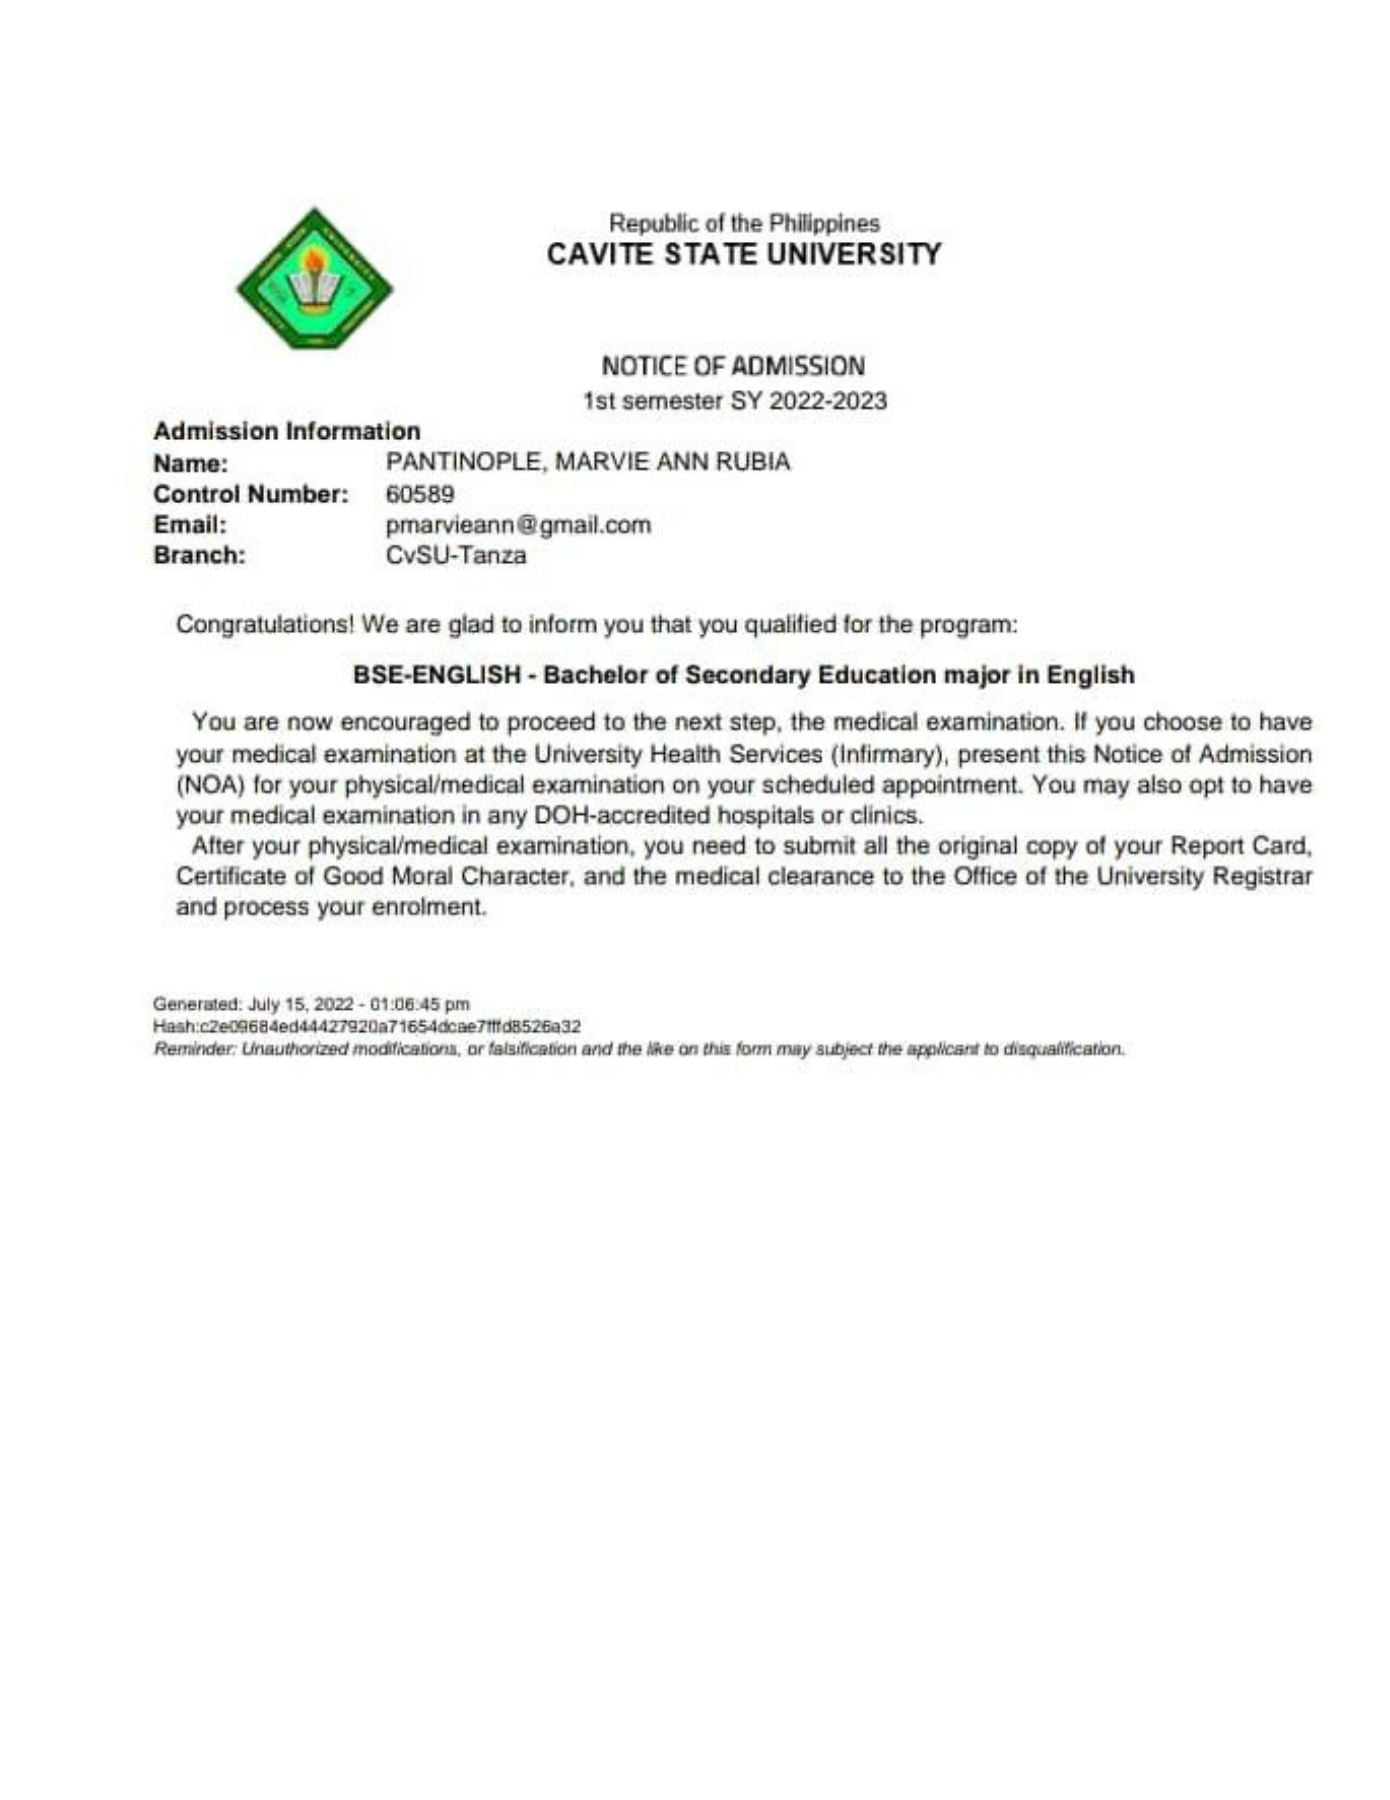 Republic of the Philippines
CAVITE STATE UNIVERSITY
NOTICE OF ADMISSION
1st semester SY 2022-2023
Admission Information
Name: PANTINOPLE, MARVIE ANN RUBIA
Control Number: 60589
Email: pmarvieann@gmail.com
Branch: CvSU-Tanza
Congratulations! We are glad to inform you that you qualified for the program:
BSE-ENGLISH - Bachelor of Secondary Education major in English
You are now encouraged to proceed to the next step, the medical examination. If you choose to have
your medical examination at the University Health Services (Infirmary), present this Notice of Admission
(NOA) for your physical/medical examination on your scheduled appointment. You may also opt to have
your medical examination in any DOH-accredited hospitals or clinics.
After your physical/medical examination, you need to submit all the original copy of your Report Card,
Certificate of Good Moral Character, and the medical clearance to the Office of the University Registrar
and process your enrolment.
Generated: July 15, 2022 - 01:06:45 pm
Hash:c2e09684ed44427920a71654dcae7fffd8526a32
Reminder: Unauthorized modifications, or falsification and the like on this form may subject the applicant to disqualification.